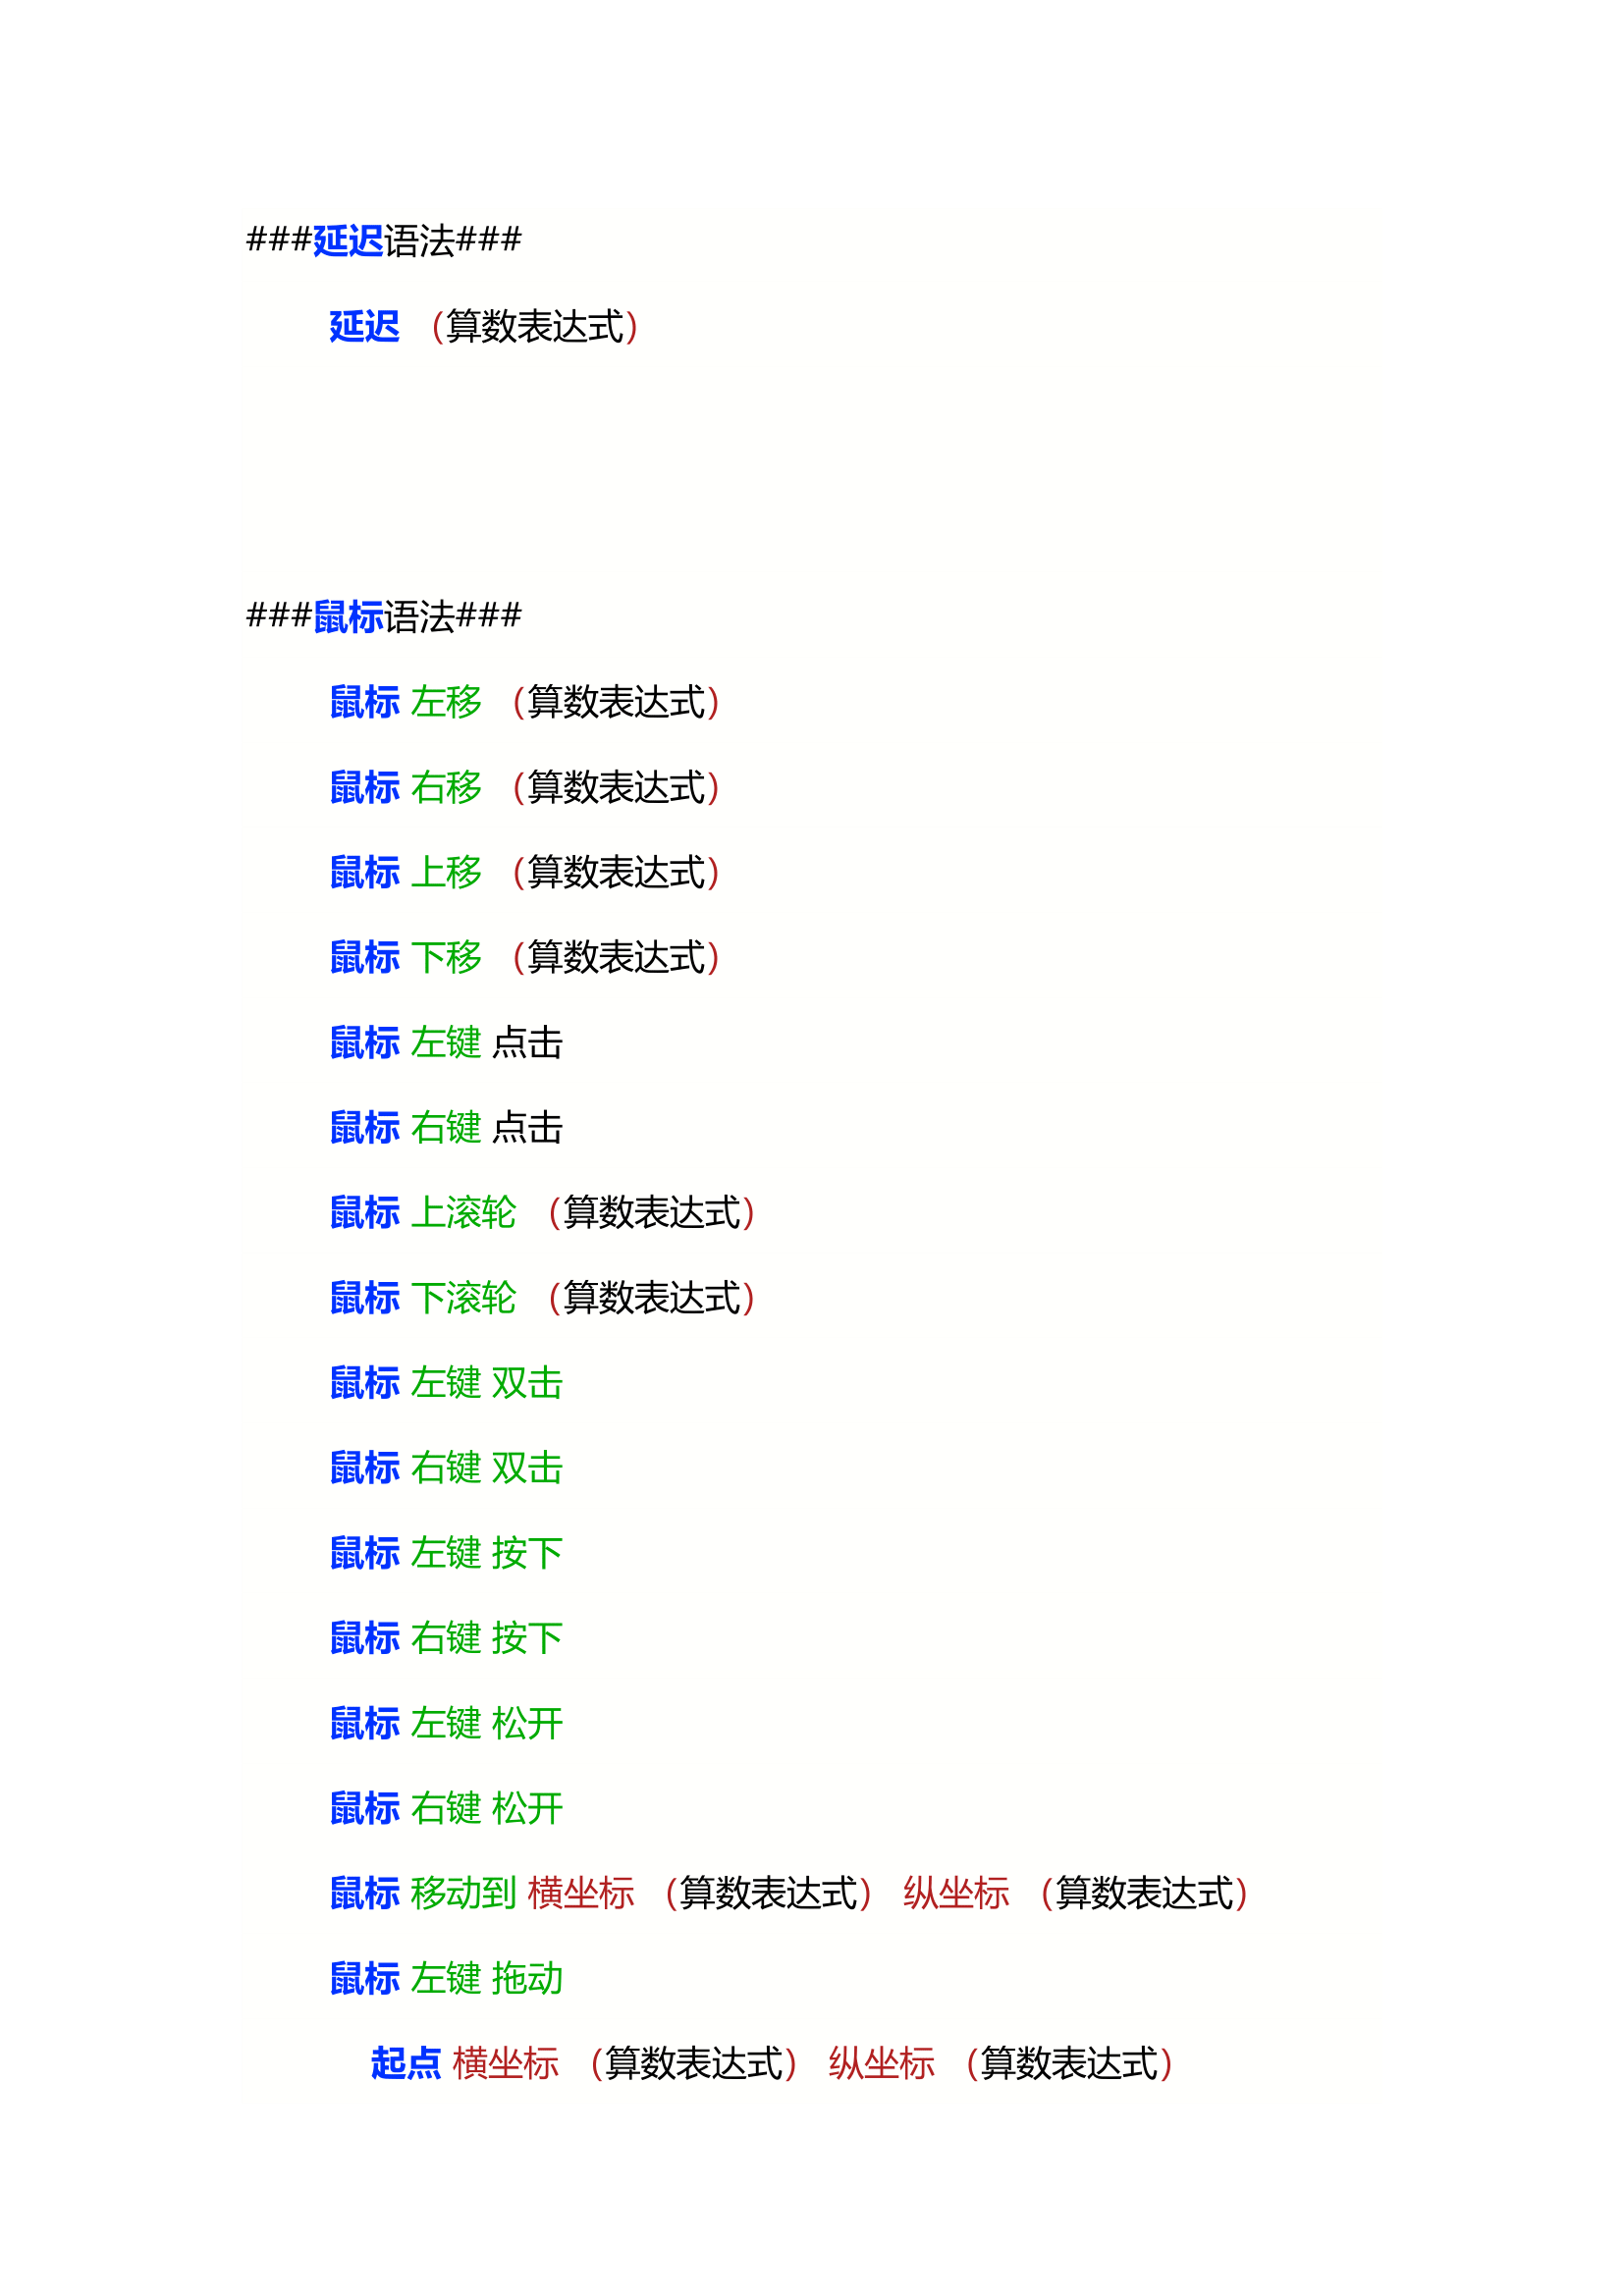 ###延迟语法###
延迟 （算数表达式）
###鼠标语法###
鼠标 左移 （算数表达式）
鼠标 右移 （算数表达式）
鼠标 上移 （算数表达式）
鼠标 下移 （算数表达式）
鼠标 左键 点击
鼠标 右键 点击
鼠标 上滚轮 （算数表达式）
鼠标 下滚轮 （算数表达式）
鼠标 左键 双击
鼠标 右键 双击
鼠标 左键 按下
鼠标 右键 按下
鼠标 左键 松开
鼠标 右键 松开
鼠标 移动到 横坐标 （算数表达式） 纵坐标 （算数表达式）
鼠标 左键 拖动
起点 横坐标 （算数表达式） 纵坐标 （算数表达式）